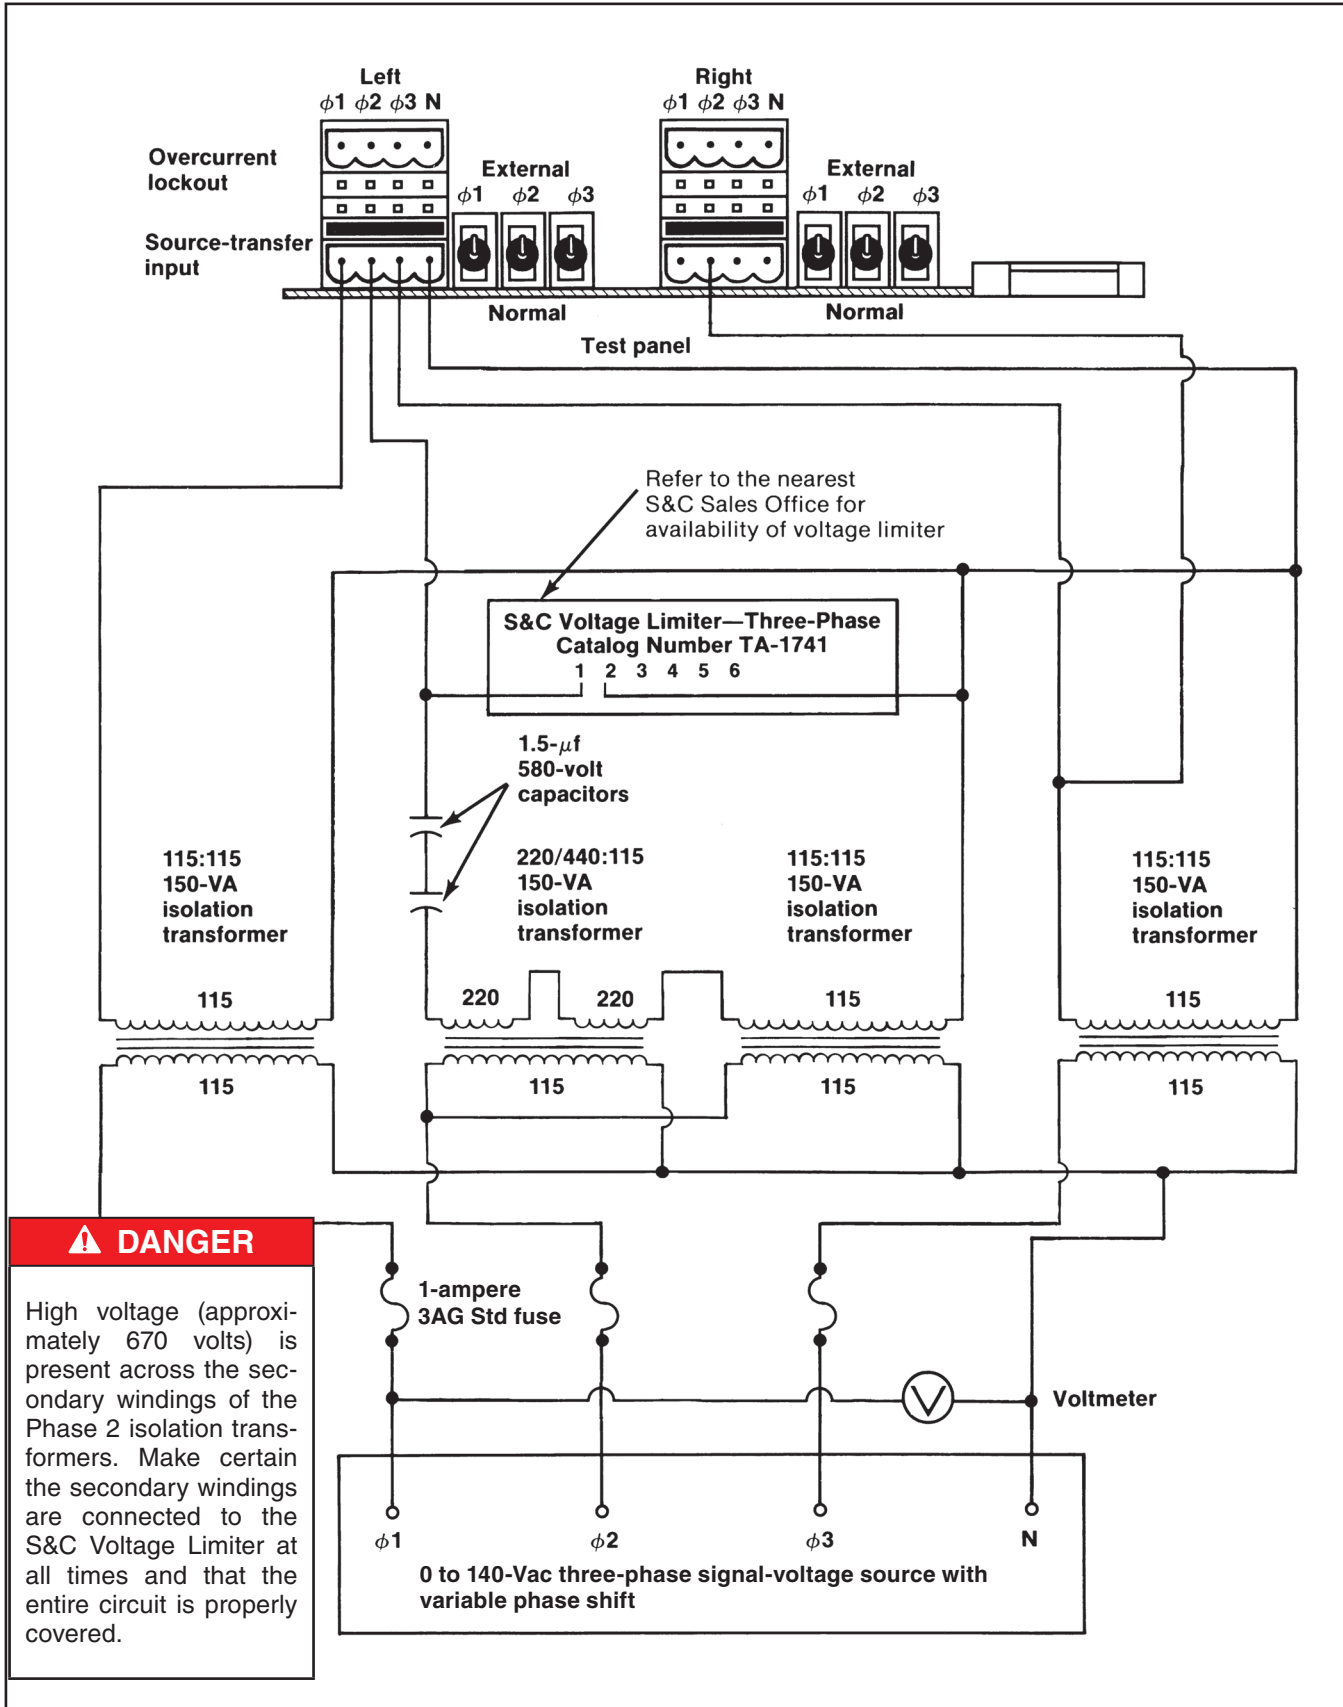 Left
ϕ1 ϕ2 ϕ3 N
Right
ϕ1 ϕ2 ϕ3 N
Overcurrent
lockout
External
ϕ1 ϕ2 ϕ3
External
ϕ1 ϕ2 ϕ3
Source-transfer
input
Normal
Normal
Test panel
Refer to the nearest
S&C Sales Office for
availability of voltage limiter
S&C Voltage Limiter—Three-Phase
Catalog Number TA-1741
1 2 3 4 5 6
1.5-μf
580-volt
capacitors
115:115
150-VA
isolation
transformer
220/440:115
150-VA
isolation
transformer
115:115
150-VA
isolation
transformer
115:115
150-VA
isolation
transformer
115
220
220
115
115
115
115
115
115
⚠ DANGER
High voltage (approxi-
mately 670 volts) is
present across the sec-
ondary windings of the
Phase 2 isolation trans-
formers. Make certain
the secondary windings
are connected to the
S&C Voltage Limiter at
all times and that the
entire circuit is properly
covered.
1-ampere
3AG Std fuse
V
Voltmeter
ϕ1
ϕ2
ϕ3
N
0 to 140-Vac three-phase signal-voltage source with
variable phase shift